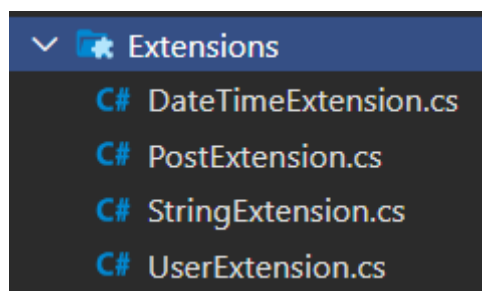 Extensions
C# DateTimeExtension.cs
C# PostExtension.cs
C# StringExtension.cs
C# UserExtension.cs